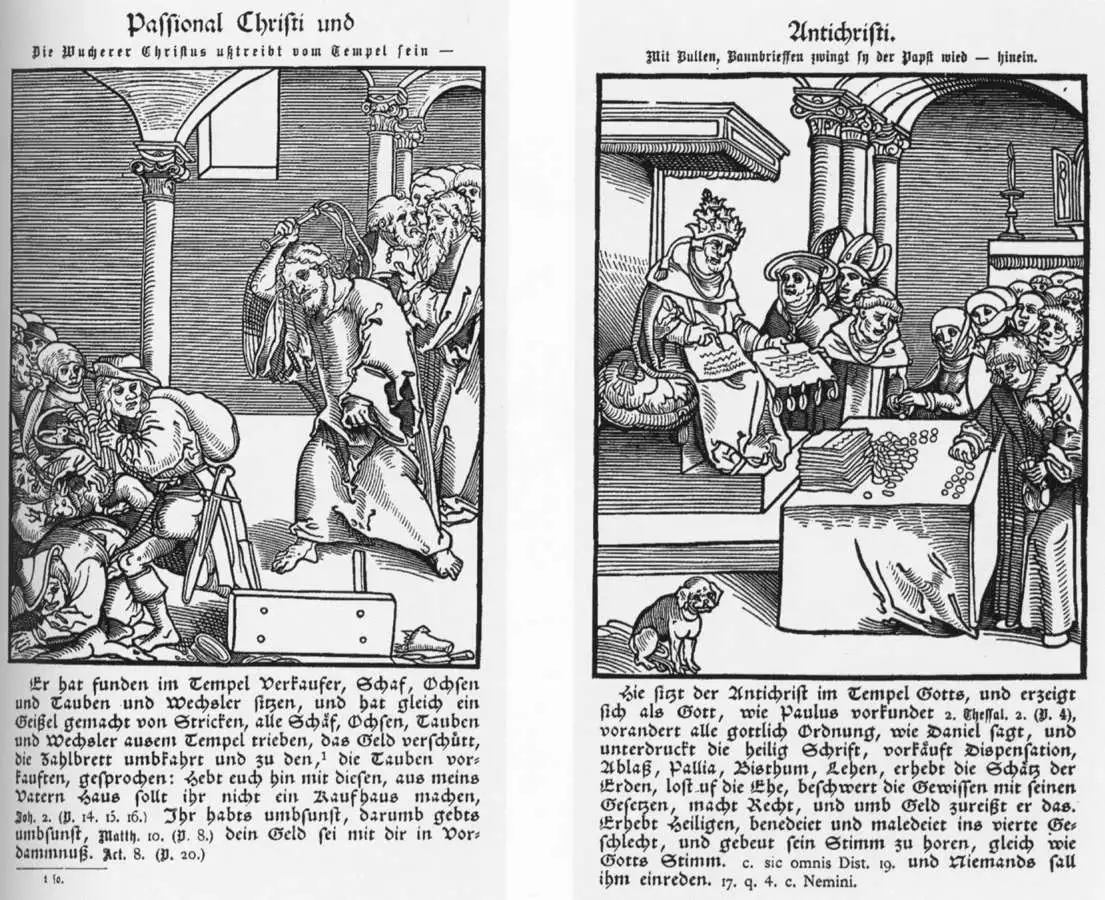 Passional Christi und
Die Wucherer Christus ußtreibt vom Tempel sein —
Er hat funden im Tempel Verkaufer, Schaf, Ochsen
und Tauben und Wechsler sitzen, und hat gleich ein
Geißel gemacht von Stricken, alle Schäf, Ochsen, Tauben
und Wechsler ausem Tempel trieben, das Geld verschütt,
die Zahlbrett umbkahrt und zu den,¹ die Tauben vor-
kauften, gesprochen: Hebt euch hin mit diesen, aus meins
Vatern Haus sollt ihr nicht ein Kaufhaus machen,
Joh. 2. (V. 14. 15. 16.) Ihr habts umbsunst, darumb gebts
umbsunst, Matth. 10. (V. 8.) dein Geld sei mit dir in Vor-
dammnuß. Act. 8. (V. 20.)
1 so.
Antichristi.
Mit Bullen, Bannbrieffen zwingt sy der Papst wied — hinein.
Hie sitzt der Antichrist im Tempel Gotts, und erzeigt
sich als Gott, wie Paulus vorkundet 2. Thessal. 2. (V. 4),
vorandert alle gottlich Ordnung, wie Daniel sagt, und
unterdruckt die heilig Schrift, vorkäuft Dispensation,
Ablaß, Pallia, Bisthum, Lehen, erhebt die Schätz der
Erden, lost uf die Ehe, beschwert die Gewissen mit seinen
Gesetzen, macht Recht, und umb Geld zureißt er das.
Erhebt Heiligen, benedeiet und maledeiet ins vierte Ge-
schlecht, und gebeut sein Stimm zu horen, gleich wie
Gotts Stimm. c. sic omnis Dist. 19. und Niemands sall
ihm einreden. 17. q. 4. c. Nemini.